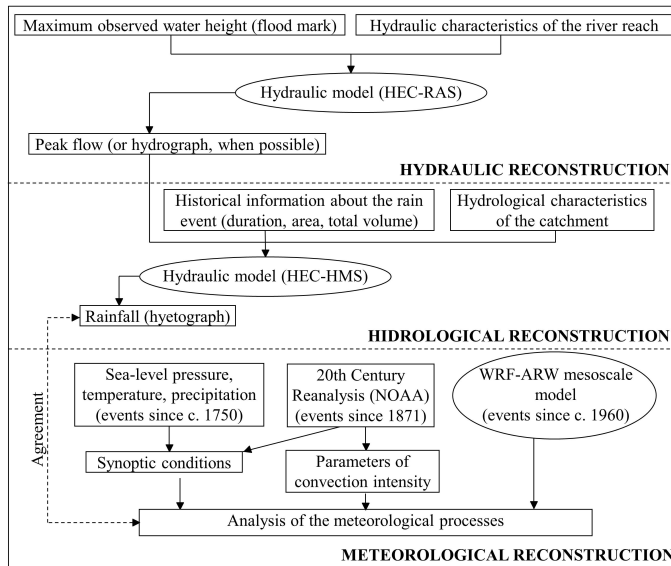 Maximum observed water height (flood mark)
Hydraulic characteristics of the river reach
Hydraulic model (HEC-RAS)
Peak flow (or hydrograph, when possible)
HYDRAULIC RECONSTRUCTION
Historical information about the rain
event (duration, area, total volume)
Hydrological characteristics
of the catchment
Hydraulic model (HEC-HMS)
Rainfall (hyetograph)
HIDROLOGICAL RECONSTRUCTION
Agreement
Sea-level pressure,
temperature, precipitation
(events since c. 1750)
20th Century
Reanalysis (NOAA)
(events since 1871)
WRF-ARW mesoscale
model
(events since c. 1960)
Synoptic conditions
Parameters of
convection intensity
Analysis of the meteorological processes
METEOROLOGICAL RECONSTRUCTION